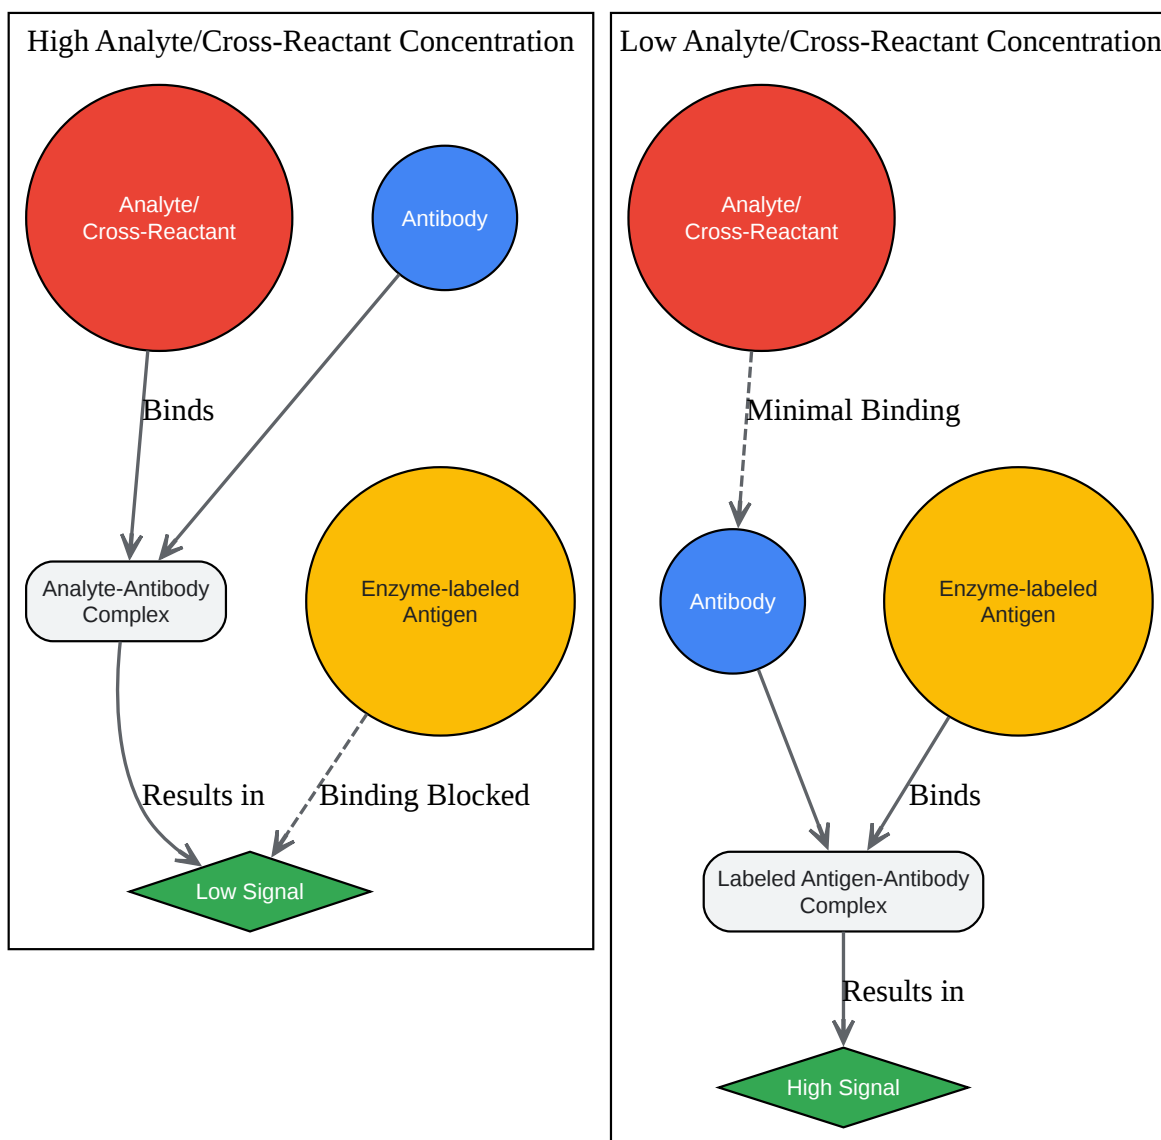 High Analyte/Cross-Reactant Concentration
Analyte/
Cross-Reactant
Antibody
Binds
Analyte-Antibody
Complex
Enzyme-labeled
Antigen
Results in
Binding Blocked
Low Signal
Low Analyte/Cross-Reactant Concentration
Analyte/
Cross-Reactant
Minimal Binding
Antibody
Enzyme-labeled
Antigen
Binds
Labeled Antigen-Antibody
Complex
Results in
High Signal